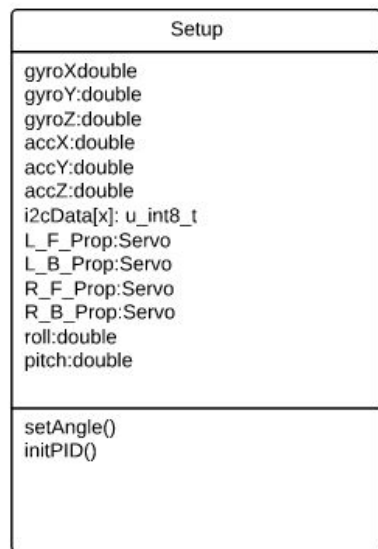 Setup
gyroXdouble
gyroY:double
gyroZ:double
accX:double
accY:double
accZ:double
i2cData[x]: u_int8_t
L_F_Prop:Servo
L_B_Prop:Servo
R_F_Prop:Servo
R_B_Prop:Servo
roll:double
pitch:double
setAngle()
initPID()